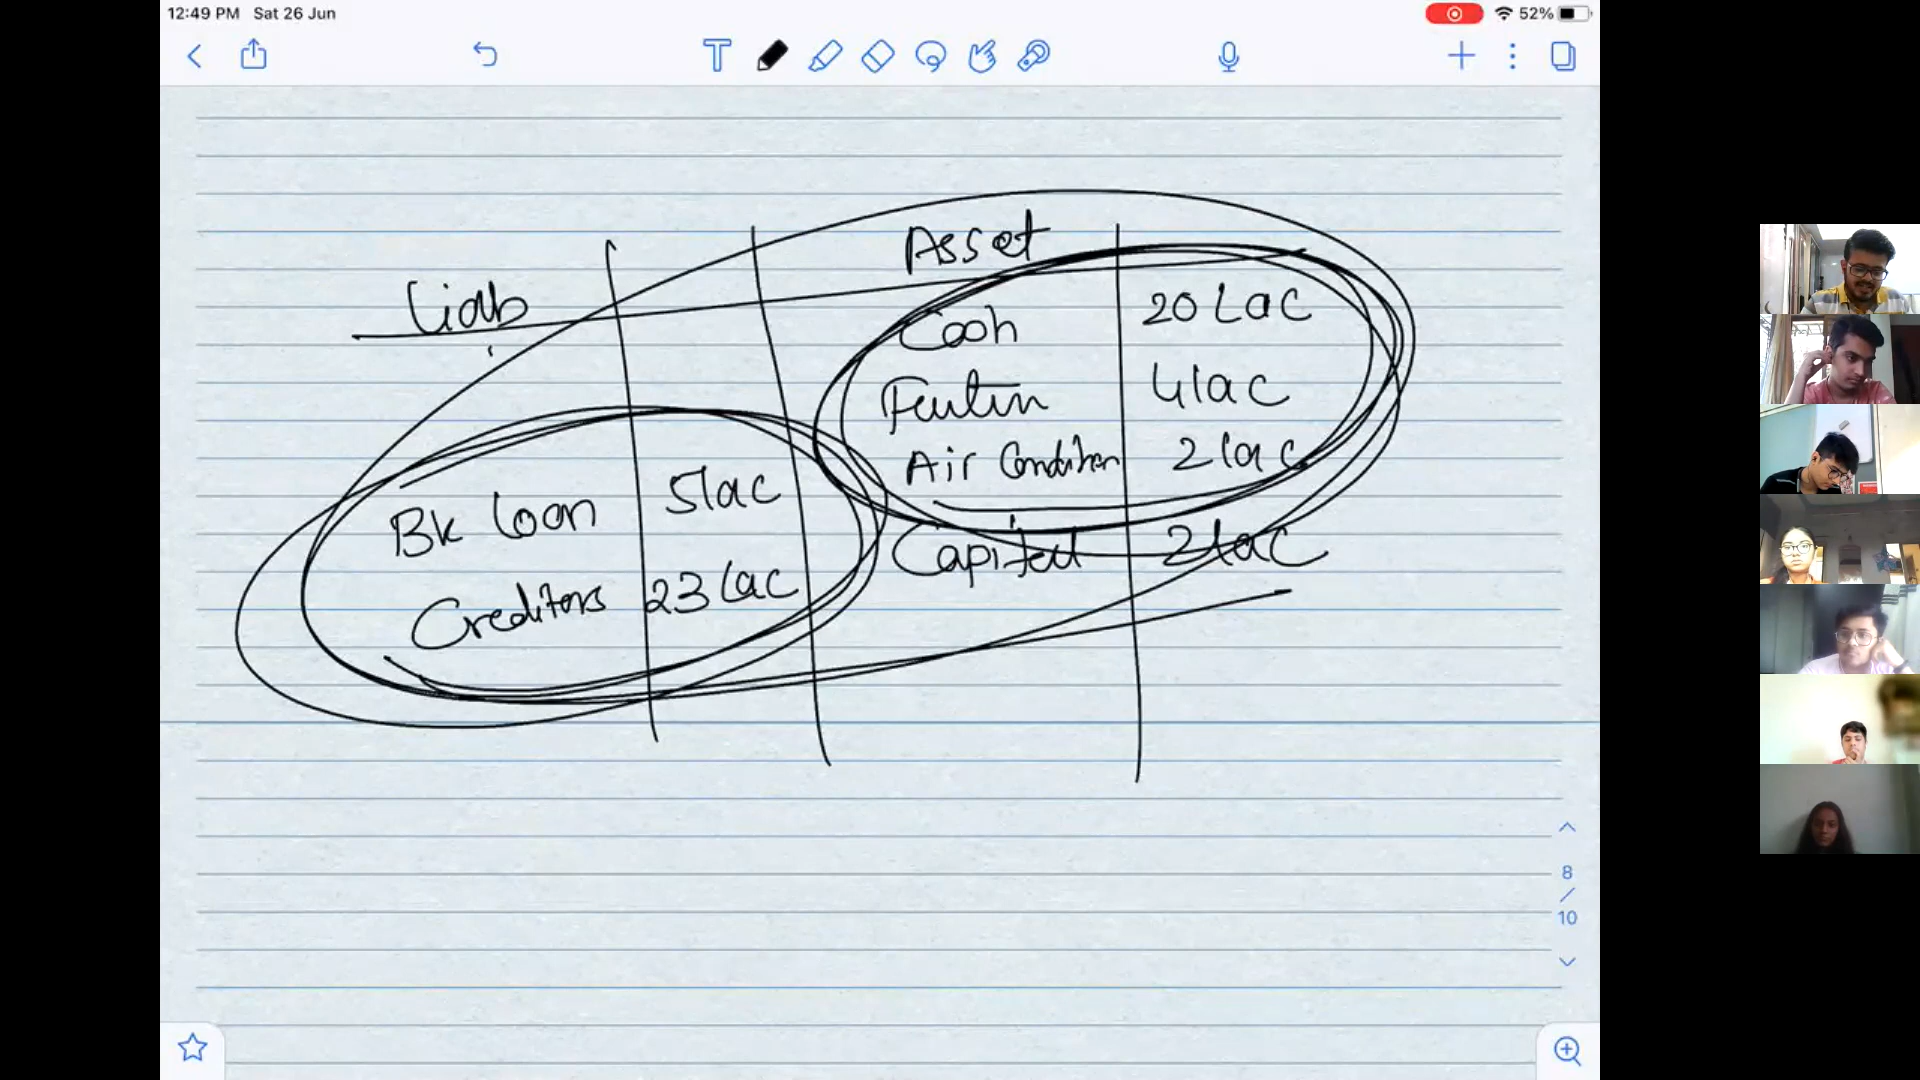 12:49 PM Sat 26 Jun
52%
Liab
Asset
Cash 20 Lac
4 lac
Air Condition 2 lac
Bk Loan 5 lac
Capital 2 lac
Creditors 23 Lac
8
/
10